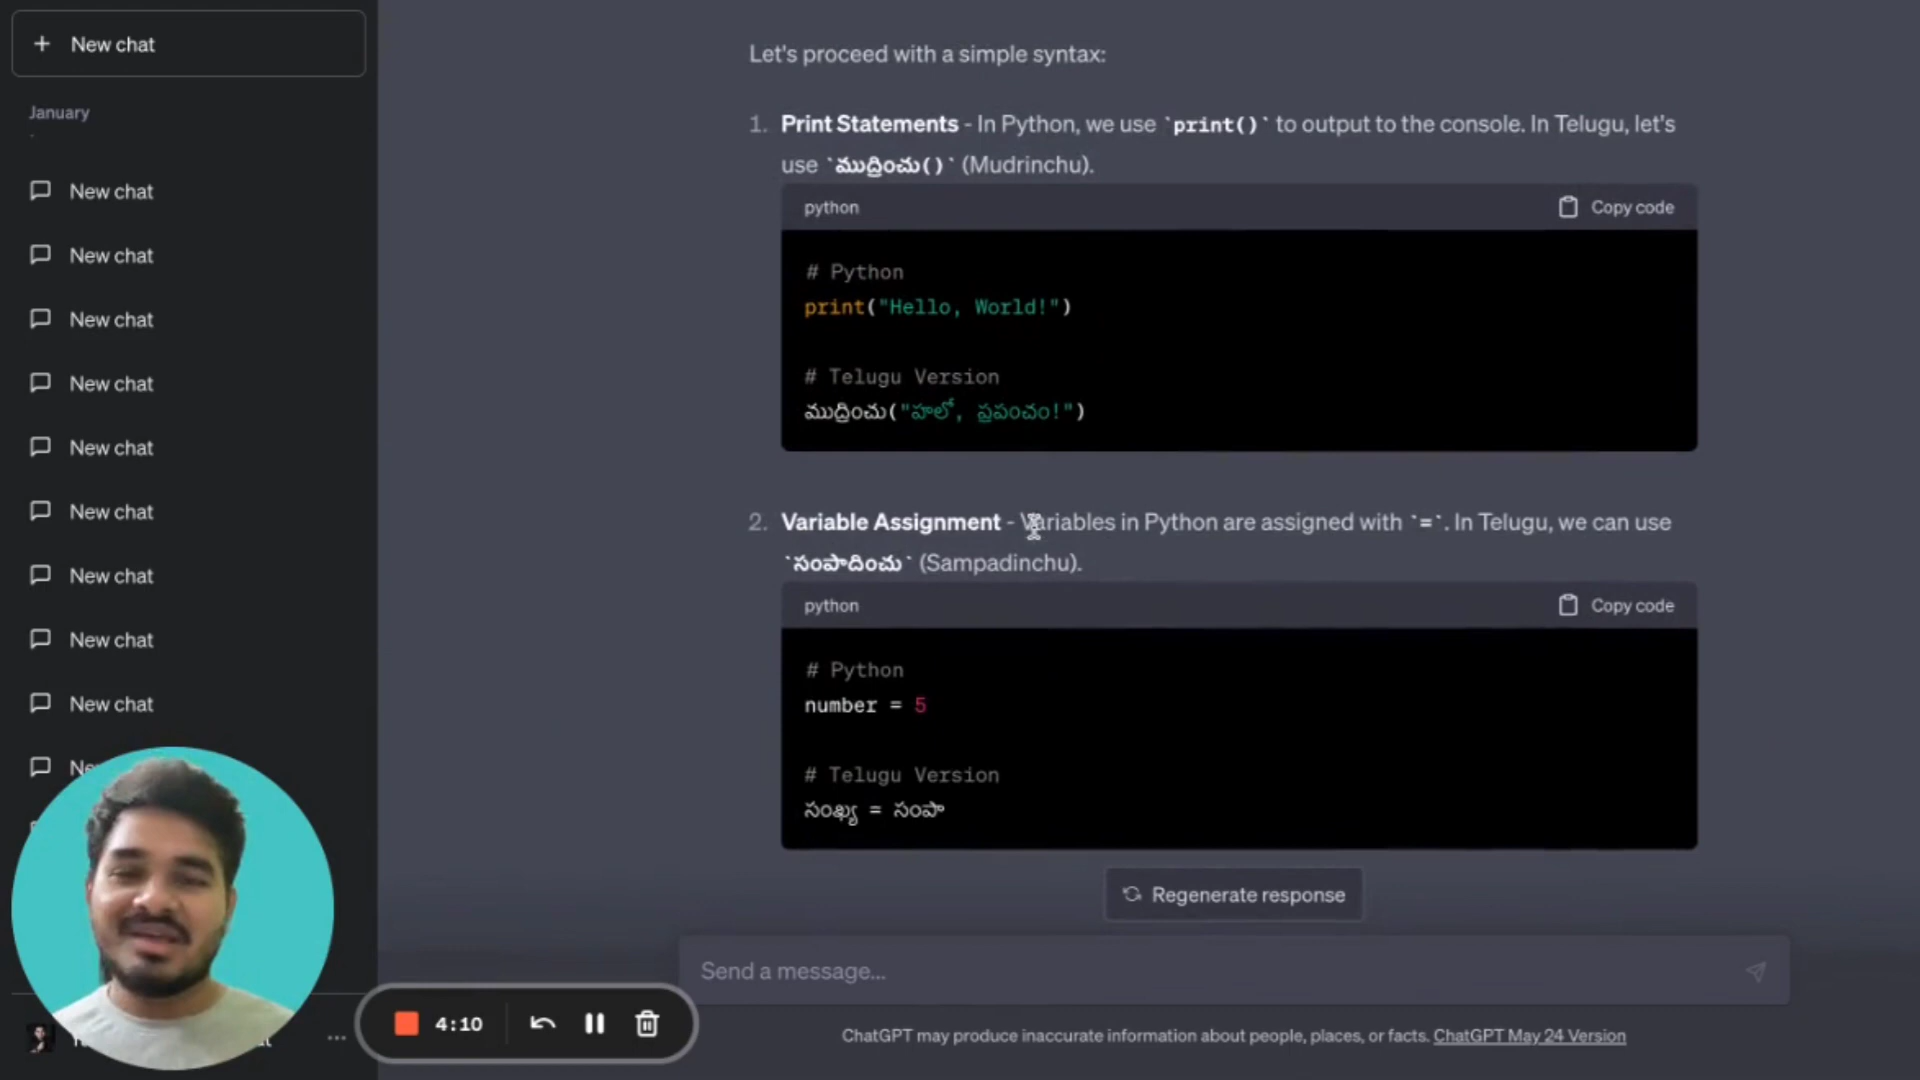 New chat
January
New chat
New chat
New chat
New chat
New chat
New chat
New chat
New chat
New chat
Let's proceed with a simple syntax:
1. Print Statements - In Python, we use `print()` to output to the console. In Telugu, let's
use `ముద్రించు()` (Mudrinchu).
python
Copy code
# Python
print("Hello, World!")
# Telugu Version
ముద్రించు("హలో, ప్రపంచం!")
2. Variable Assignment - Variables in Python are assigned with `=`. In Telugu, we can use
`సంపాదించు` (Sampadinchu).
python
Copy code
# Python
number = 5
# Telugu Version
సంఖ్య = సంపా
Regenerate response
Send a message...
4:10
ChatGPT may produce inaccurate information about people, places, or facts. ChatGPT May 24 Version